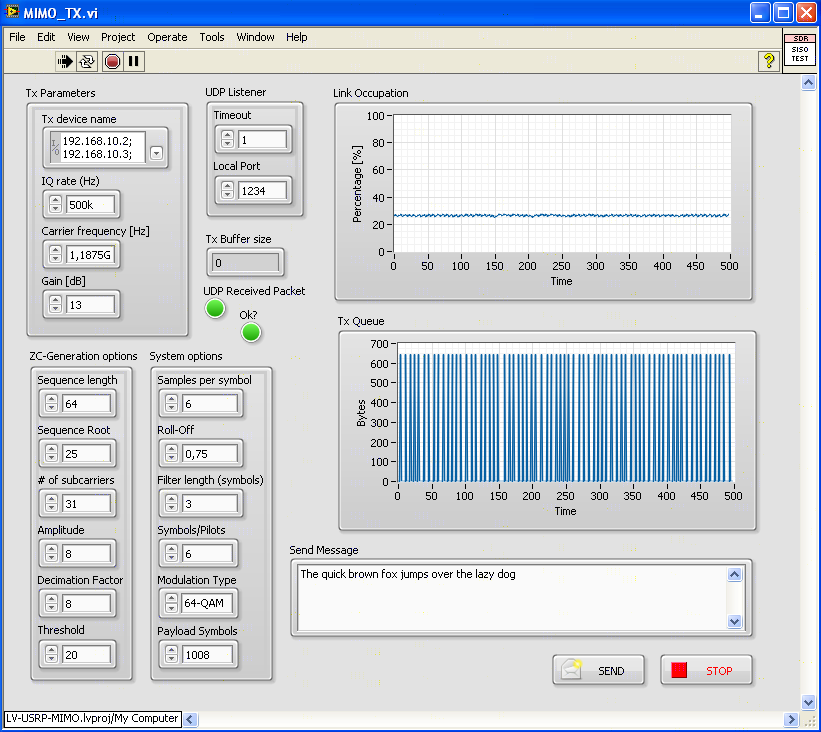 MIMO_TX.vi
File Edit View Project Operate Tools Window Help
SDR
SISO
TEST
?
Tx Parameters
Tx device name
I/O
192.168.10.2;
192.168.10.3;
IQ rate (Hz)
500k
Carrier frequency [Hz]
1,1875G
Gain [dB]
13
UDP Listener
Timeout
1
Local Port
1234
Tx Buffer size
0
UDP Received Packet
Ok?
Link Occupation
Percentage [%]
100
80
60
40
20
0
0 50 100 150 200 250 300 350 400 450 500
Time
Tx Queue
Bytes
700
600
500
400
300
200
100
0
0 50 100 150 200 250 300 350 400 450 500
Time
ZC-Generation options
Sequence length
64
Sequence Root
25
# of subcarriers
31
Amplitude
8
Decimation Factor
8
Threshold
20
System options
Samples per symbol
6
Roll-Off
0,75
Filter length (symbols)
3
Symbols/Pilots
6
Modulation Type
64-QAM
Payload Symbols
1008
Send Message
The quick brown fox jumps over the lazy dog
SEND
STOP
LV-USRP-MIMO.lvproj/My Computer